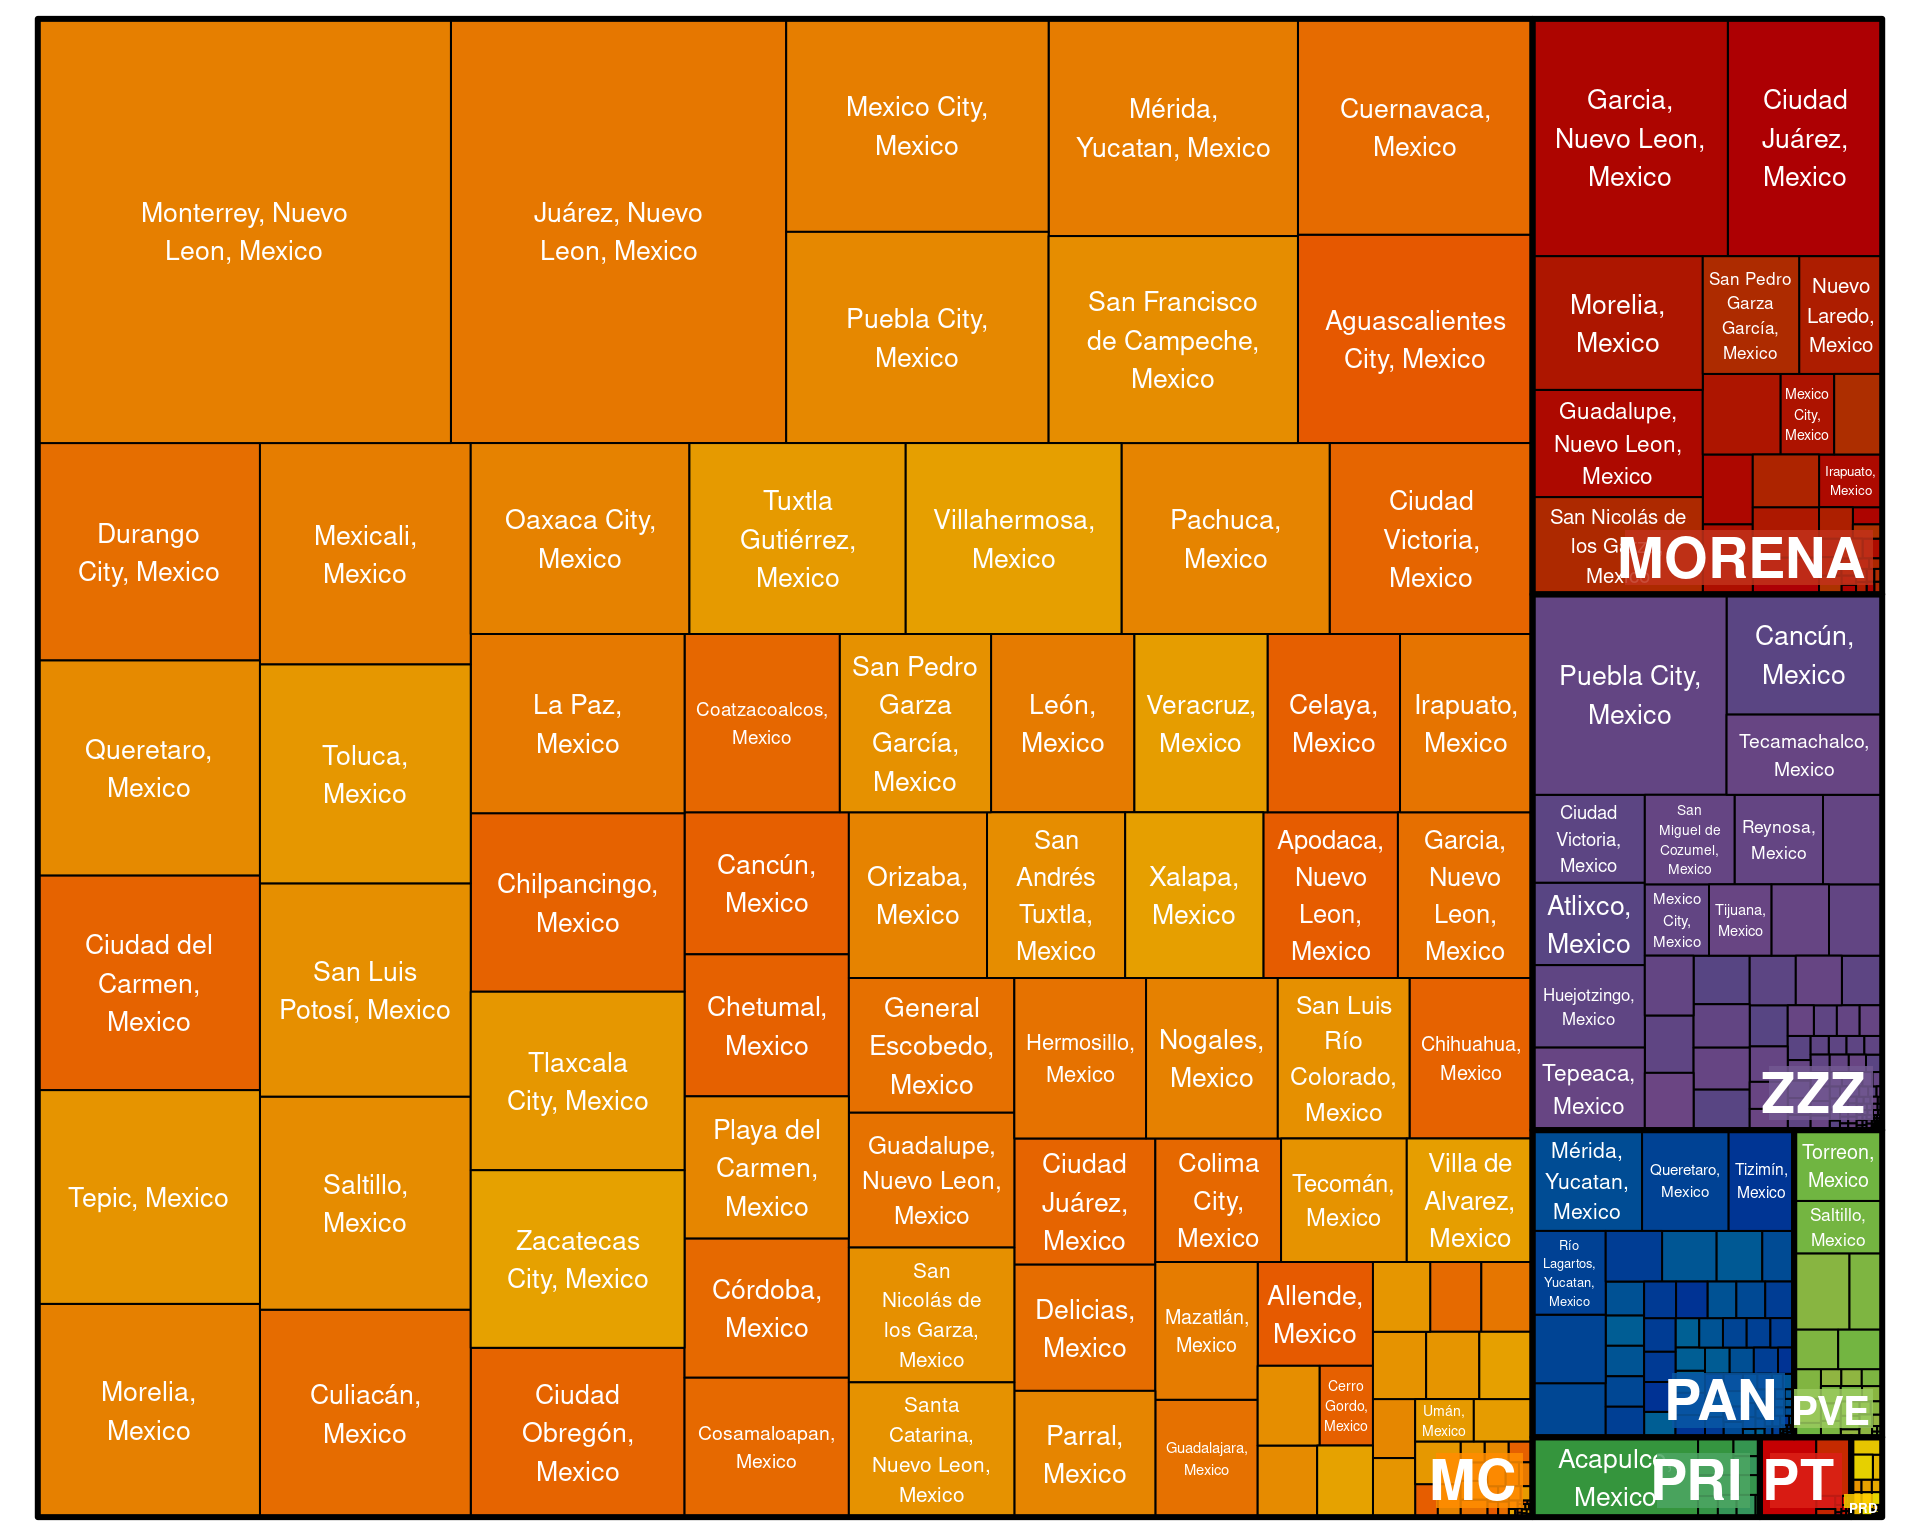 Monterrey, Nuevo
Leon, Mexico
Juárez, Nuevo
Leon, Mexico
Mexico City,
Mexico
Puebla City,
Mexico
Mérida,
Yucatan, Mexico
San Francisco
de Campeche,
Mexico
Cuernavaca,
Mexico
Aguascalientes
City, Mexico
Durango
City, Mexico
Queretaro,
Mexico
Ciudad del
Carmen,
Mexico
Tepic, Mexico
Morelia,
Mexico
Mexicali,
Mexico
Toluca,
Mexico
San Luis
Potosí, Mexico
Saltillo,
Mexico
Culiacán,
Mexico
Oaxaca City,
Mexico
Tuxtla
Gutiérrez,
Mexico
Villahermosa,
Mexico
Pachuca,
Mexico
Ciudad
Victoria,
Mexico
La Paz,
Mexico
Chilpancingo,
Mexico
Tlaxcala
City, Mexico
Zacatecas
City, Mexico
Ciudad
Obregón,
Mexico
Coatzacoalcos,
Mexico
San Pedro
Garza
García,
Mexico
León,
Mexico
Veracruz,
Mexico
Celaya,
Mexico
Irapuato,
Mexico
Cancún,
Mexico
Chetumal,
Mexico
Playa del
Carmen,
Mexico
Córdoba,
Mexico
Cosamaloapan,
Mexico
Orizaba,
Mexico
San
Andrés
Tuxtla,
Mexico
Xalapa,
Mexico
Apodaca,
Nuevo
Leon,
Mexico
Garcia,
Nuevo
Leon,
Mexico
General
Escobedo,
Mexico
Guadalupe,
Nuevo Leon,
Mexico
San
Nicolás de
los Garza,
Mexico
Santa
Catarina,
Nuevo Leon,
Mexico
Hermosillo,
Mexico
Nogales,
Mexico
San Luis
Río
Colorado,
Mexico
Chihuahua,
Mexico
Ciudad
Juárez,
Mexico
Delicias,
Mexico
Parral,
Mexico
Colima
City,
Mexico
Tecomán,
Mexico
Villa de
Alvarez,
Mexico
Mazatlán,
Mexico
Guadalajara,
Mexico
Allende,
Mexico
Cerro
Gordo,
Mexico
Umán,
Mexico
MC
Garcia,
Nuevo Leon,
Mexico
Ciudad
Juárez,
Mexico
Morelia,
Mexico
Guadalupe,
Nuevo Leon,
Mexico
San Nicolás de
los Garza,
Mexico
San Pedro
Garza
García,
Mexico
Nuevo
Laredo,
Mexico
Mexico
City,
Mexico
Irapuato,
Mexico
MORENA
Puebla City,
Mexico
Cancún,
Mexico
Tecamachalco,
Mexico
Ciudad
Victoria,
Mexico
Atlixco,
Mexico
Huejotzingo,
Mexico
Tepeaca,
Mexico
San
Miguel de
Cozumel,
Mexico
Reynosa,
Mexico
Mexico
City,
Mexico
Tijuana,
Mexico
ZZZ
Mérida,
Yucatan,
Mexico
Queretaro,
Mexico
Tizimín,
Mexico
Río
Lagartos,
Yucatan,
Mexico
PAN
Torreon,
Mexico
Saltillo,
Mexico
PVE
Acapulco,
Mexico
PRI
PT
PRD